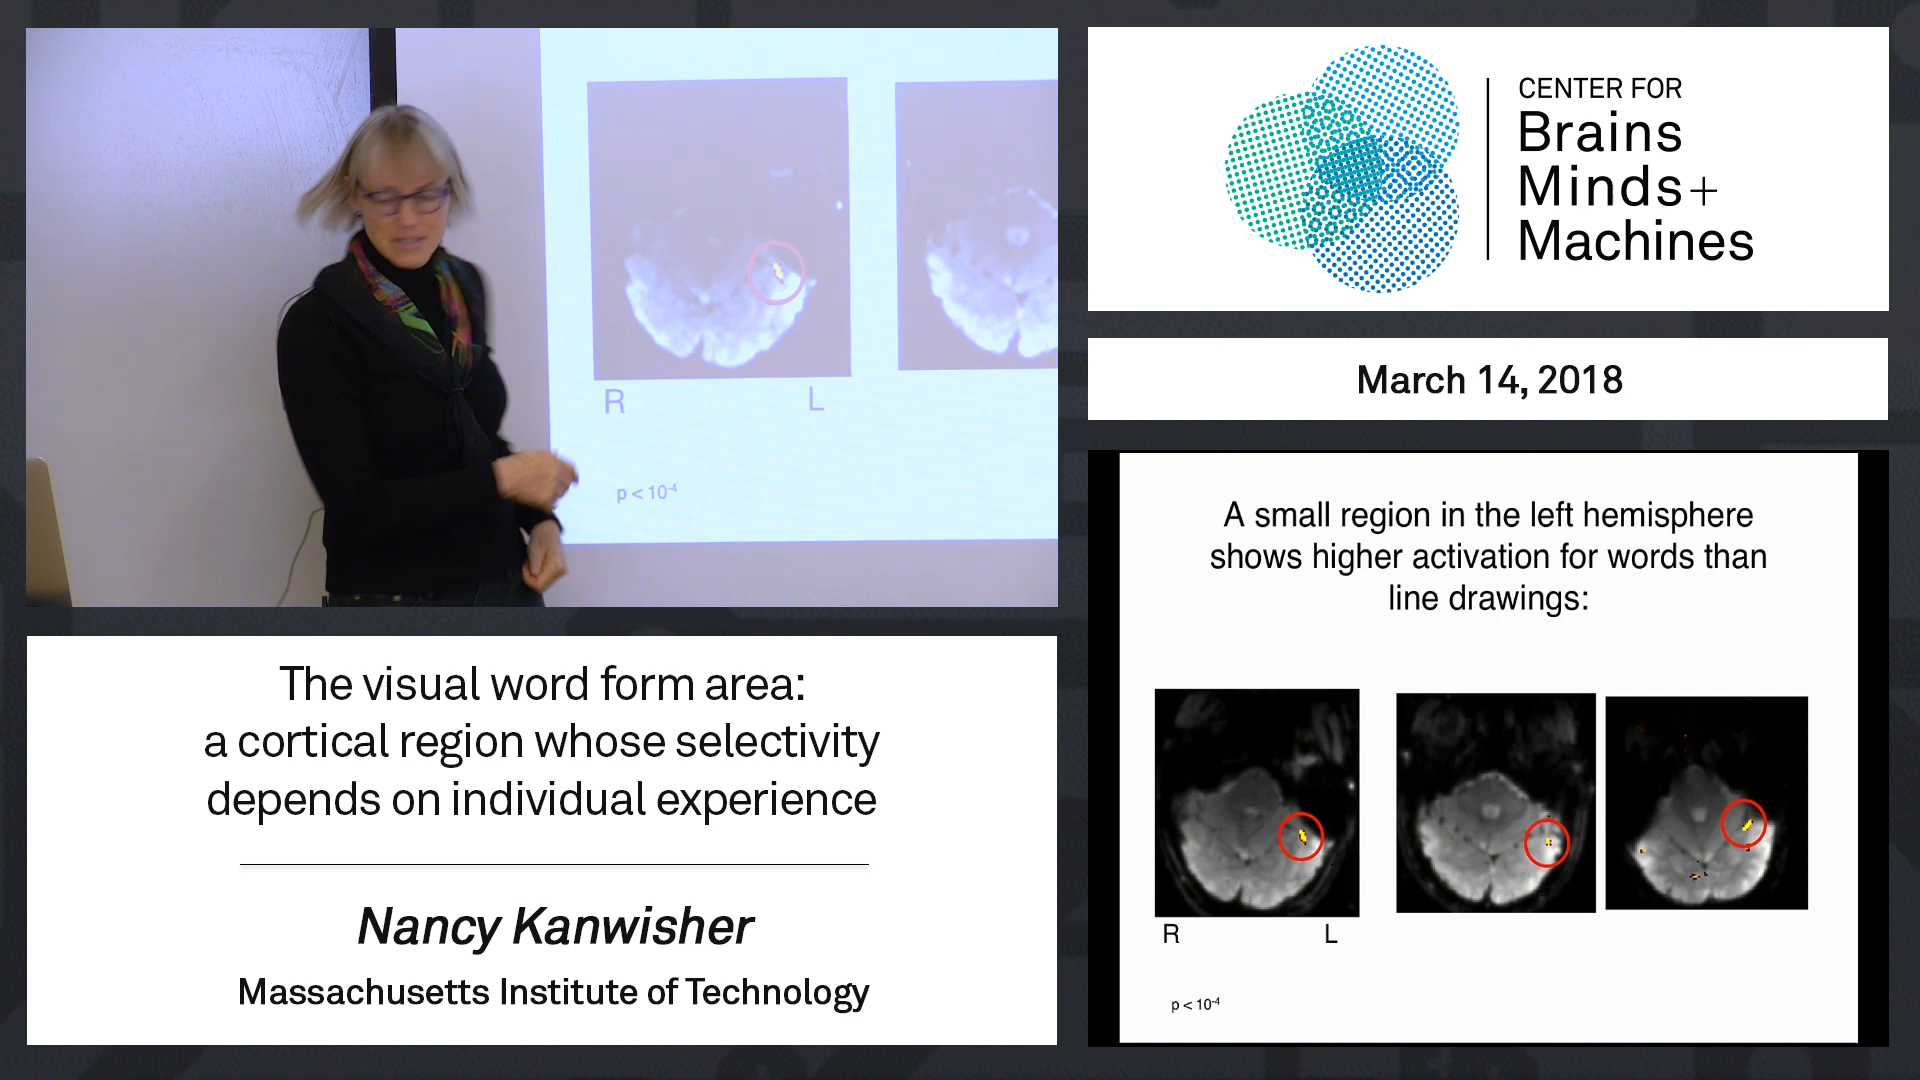 R L
p < 10-4
CENTER FOR
Brains
Minds+
Machines
March 14, 2018
The visual word form area:
a cortical region whose selectivity
depends on individual experience
Nancy Kanwisher
Massachusetts Institute of Technology
A small region in the left hemisphere
shows higher activation for words than
line drawings:
R L
p < 10-4